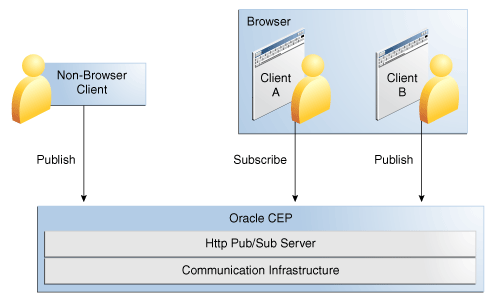 Browser
Non-Browser
Client
Client
A
Client
B
Publish
Subscribe
Publish
Oracle CEP
Http Pub/Sub Server
Communication Infrastructure